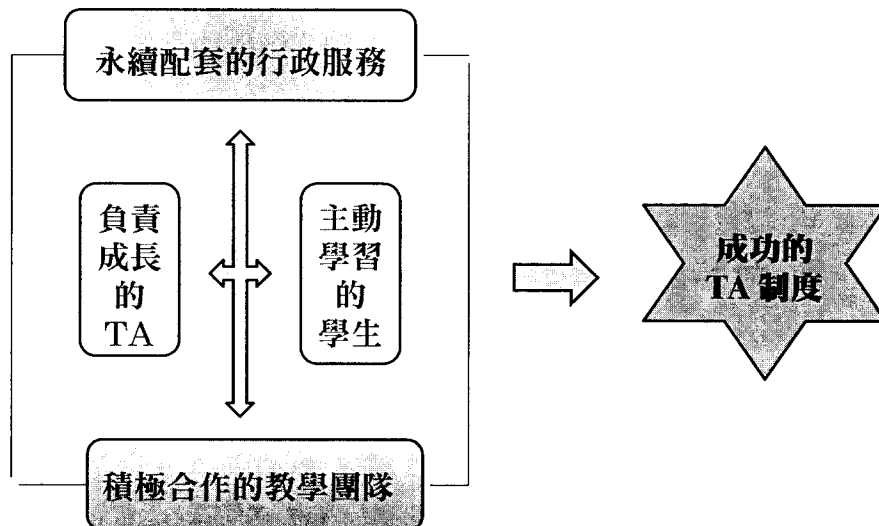 永續配套的行政服務
負責
成長
的
TA
主動
學習
的
學生
成功的
TA 制度
積極合作的教學團隊